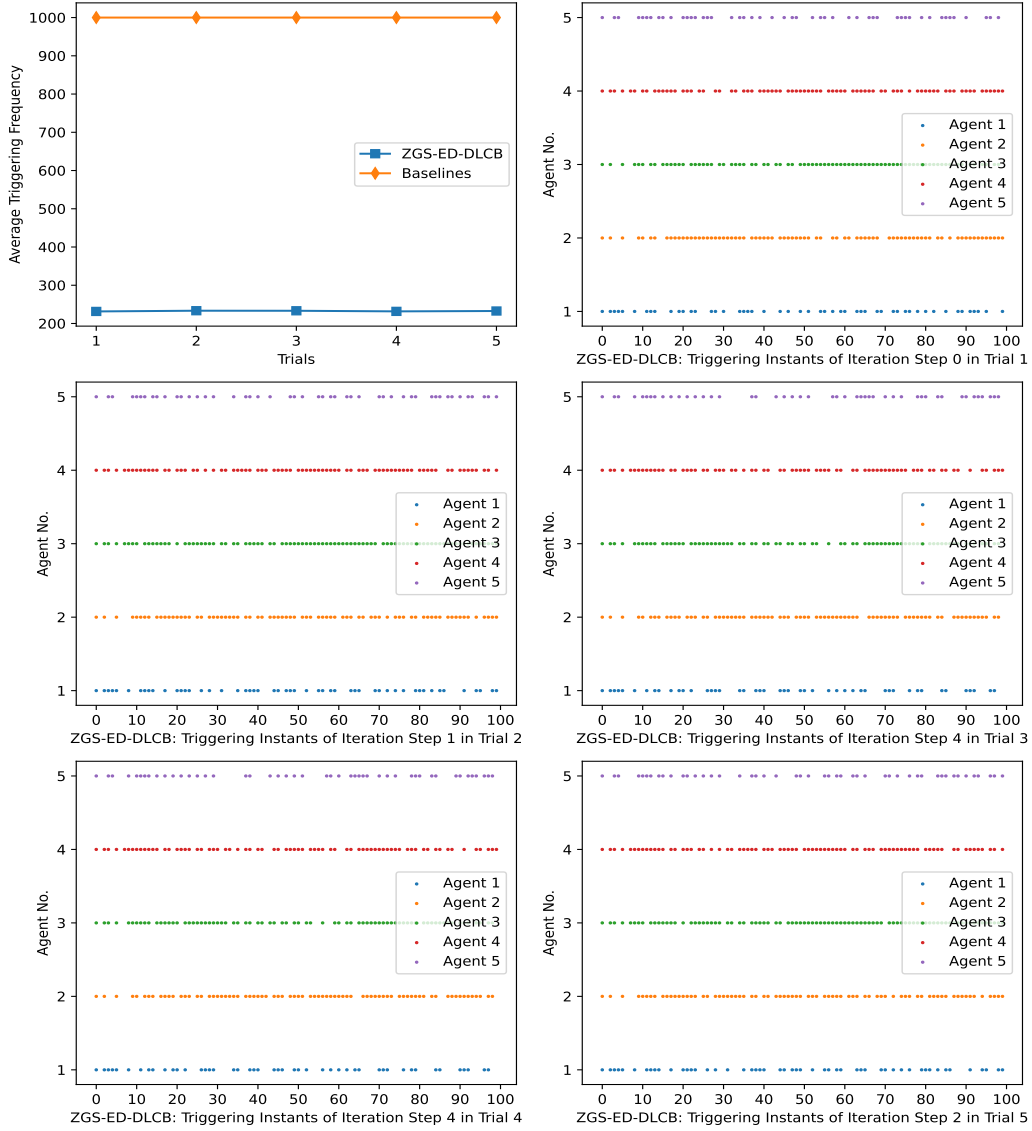 1000
900
800
700
600
500
400
300
200
Average Triggering Frequency
ZGS-ED-DLCB
Baselines
1 2 3 4 5
Trials
5
4
3
2
1
Agent No.
Agent 1
Agent 2
Agent 3
Agent 4
Agent 5
0 10 20 30 40 50 60 70 80 90 100
ZGS-ED-DLCB: Triggering Instants of Iteration Step 0 in Trial 1
5
4
3
2
1
Agent No.
Agent 1
Agent 2
Agent 3
Agent 4
Agent 5
0 10 20 30 40 50 60 70 80 90 100
ZGS-ED-DLCB: Triggering Instants of Iteration Step 1 in Trial 2
5
4
3
2
1
Agent No.
Agent 1
Agent 2
Agent 3
Agent 4
Agent 5
0 10 20 30 40 50 60 70 80 90 100
ZGS-ED-DLCB: Triggering Instants of Iteration Step 4 in Trial 3
5
4
3
2
1
Agent No.
Agent 1
Agent 2
Agent 3
Agent 4
Agent 5
0 10 20 30 40 50 60 70 80 90 100
ZGS-ED-DLCB: Triggering Instants of Iteration Step 4 in Trial 4
5
4
3
2
1
Agent No.
Agent 1
Agent 2
Agent 3
Agent 4
Agent 5
0 10 20 30 40 50 60 70 80 90 100
ZGS-ED-DLCB: Triggering Instants of Iteration Step 2 in Trial 5